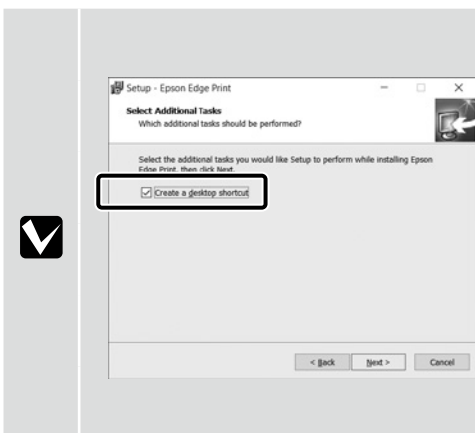 Setup - Epson Edge Print
Select Additional Tasks
Which additional tasks should be performed?
Select the additional tasks you would like Setup to perform while installing Epson
Edge Print, then click Next.
Create a desktop shortcut
< Back Next > Cancel